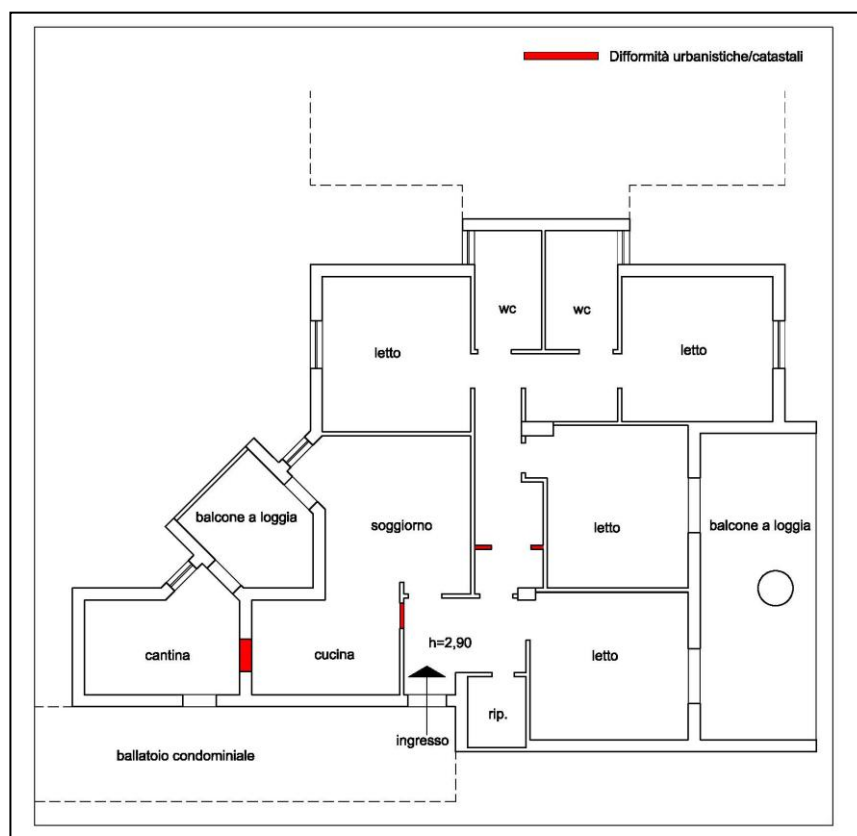 Difformità urbanistiche/catastali
wc
wc
letto
letto
balcone a loggia
soggiorno
letto
balcone a loggia
cantina
cucina
h=2,90
letto
rip.
ingresso
ballatoio condominiale